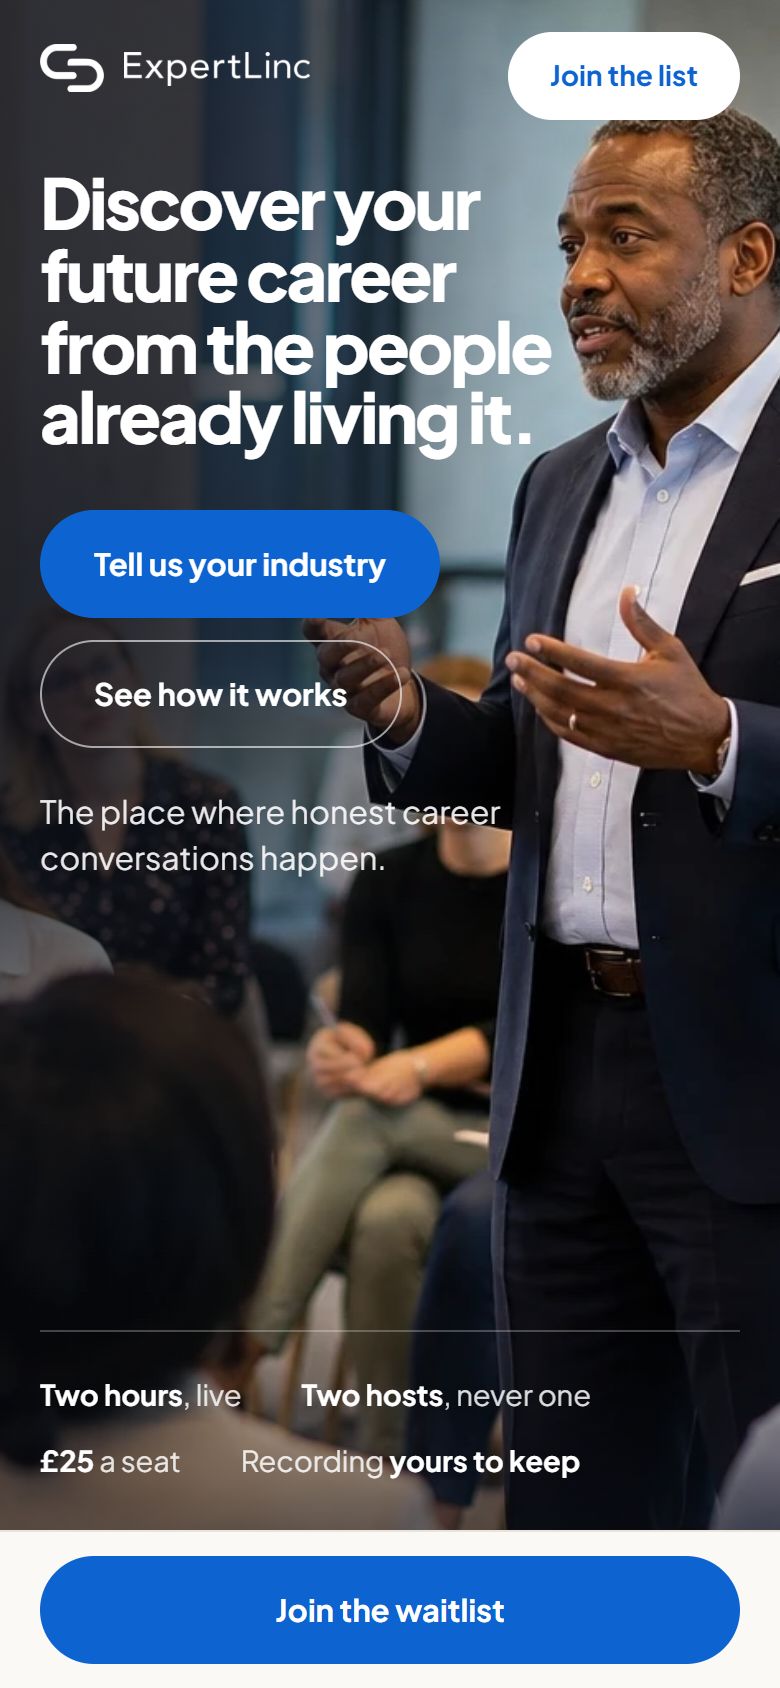 ExpertLinc
Join the list
Discover your
future career
from the people
already living it.
Tell us your industry
See how it works
The place where honest career
conversations happen.
Two hours, live
Two hosts, never one
£25 a seat
Recording yours to keep
Join the waitlist